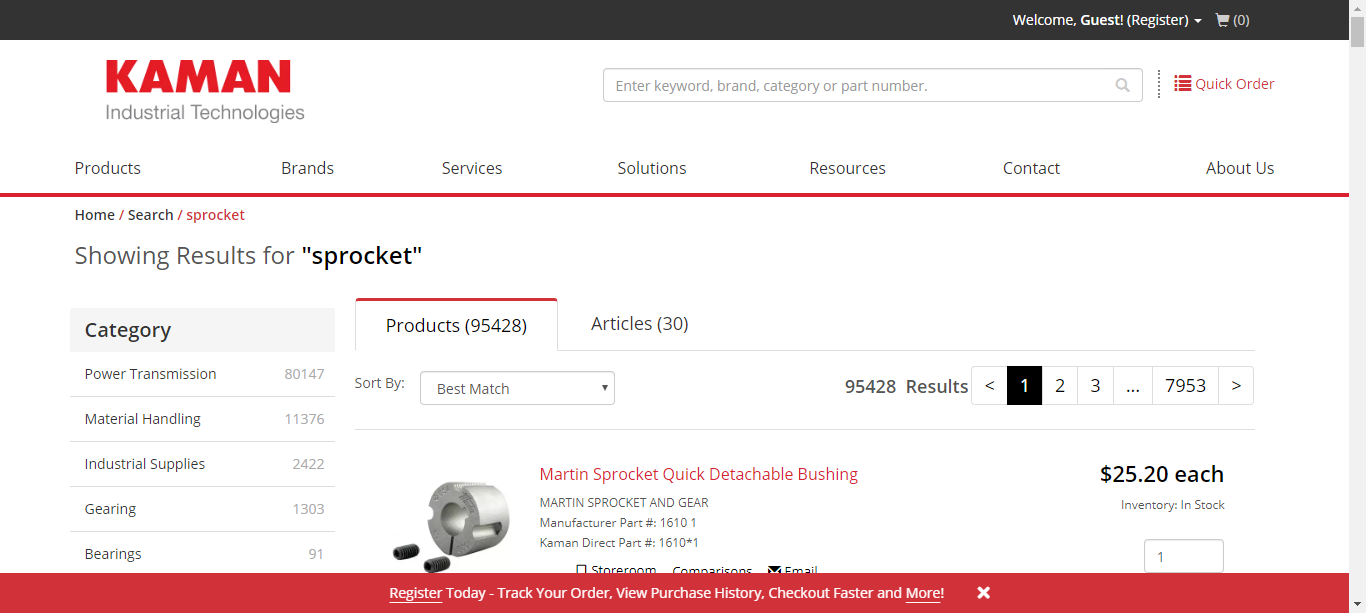 Welcome, Guest! (Register) (0)
KAMAN
Industrial Technologies
Enter keyword, brand, category or part number.
Quick Order
Products Brands Services Solutions Resources Contact About Us
Home / Search / sprocket
Showing Results for "sprocket"
Category
Power Transmission 80147
Material Handling 11376
Industrial Supplies 2422
Gearing 1303
Bearings 91
Products (95428) Articles (30)
Sort By: Best Match
95428 Results < 1 2 3 ... 7953 >
Martin Sprocket Quick Detachable Bushing
MARTIN SPROCKET AND GEAR
Manufacturer Part #: 1610 1
Kaman Direct Part #: 1610*1
Storeroom Comparisons Email
$25.20 each
Inventory: In Stock
1
Register Today - Track Your Order, View Purchase History, Checkout Faster and More!